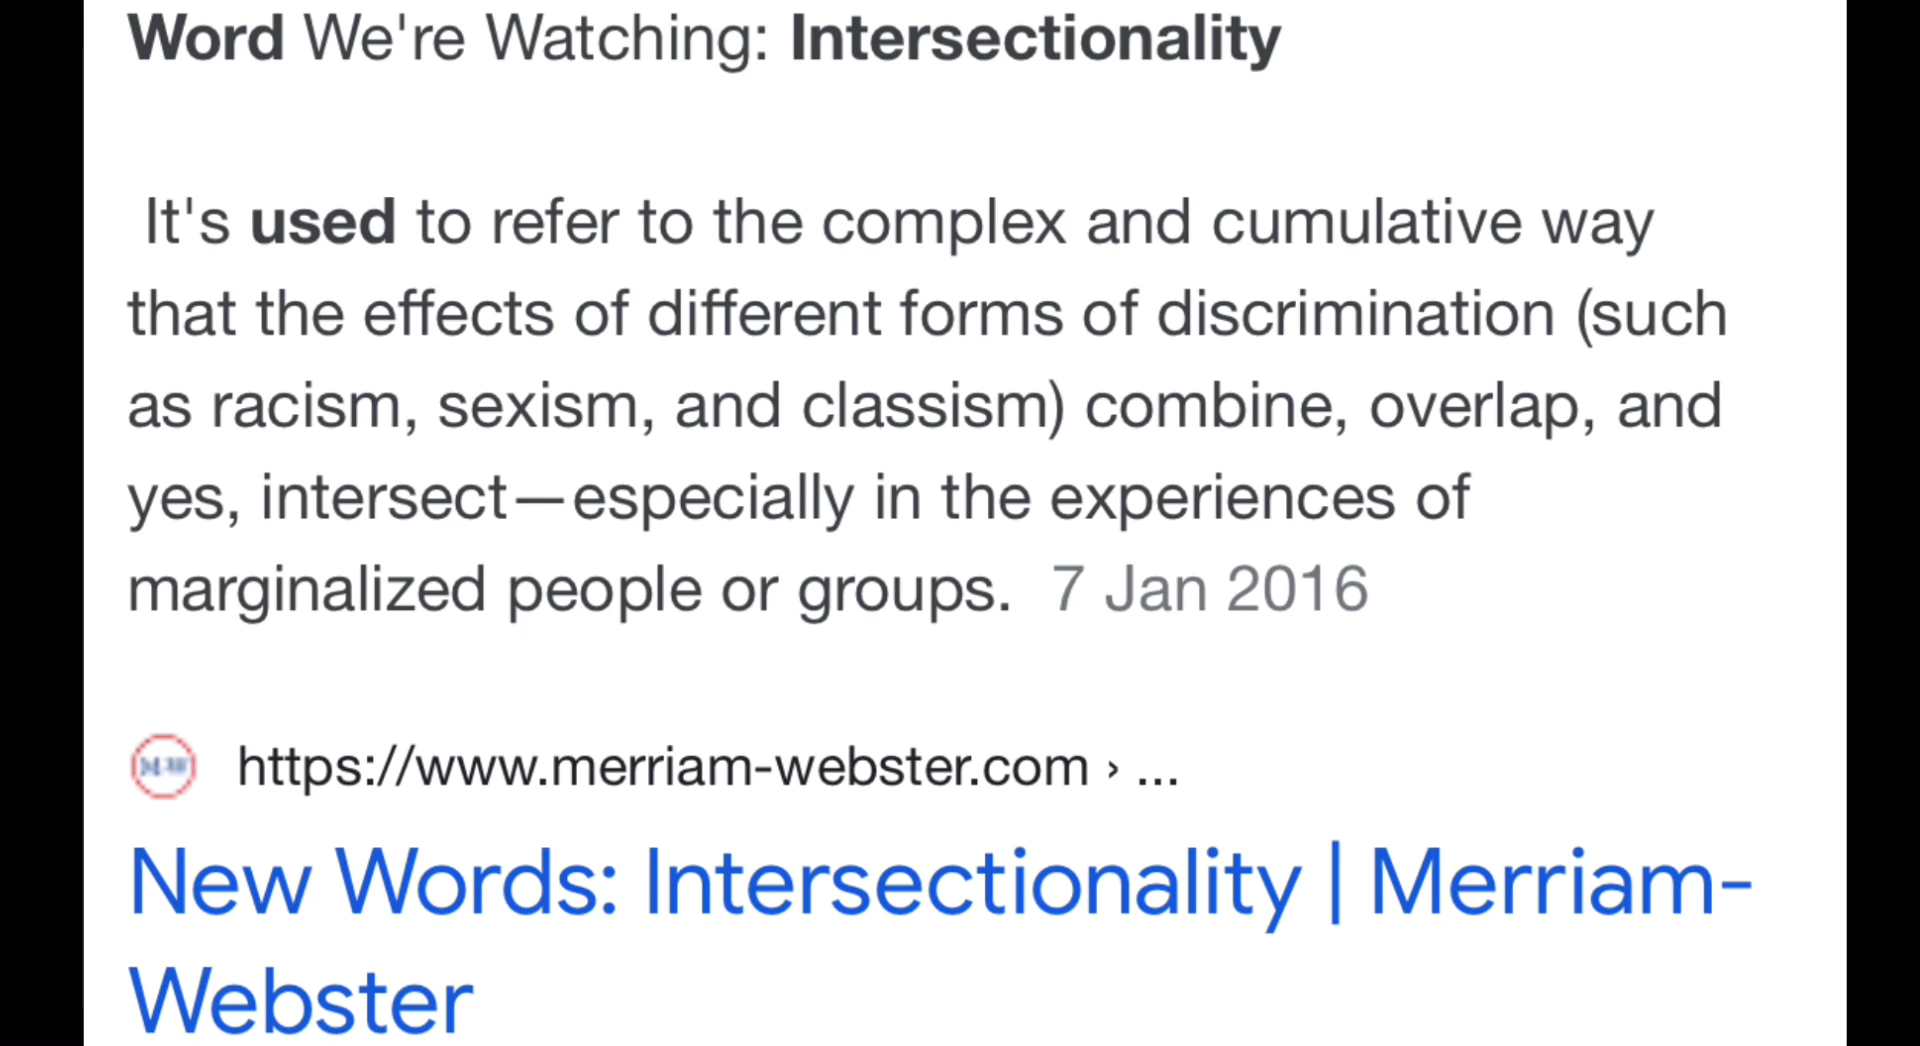 Word We're Watching: Intersectionality
It's used to refer to the complex and cumulative way
that the effects of different forms of discrimination (such
as racism, sexism, and classism) combine, overlap, and
yes, intersect—especially in the experiences of
marginalized people or groups. 7 Jan 2016
M-W https://www.merriam-webster.com › ...
New Words: Intersectionality | Merriam-
Webster